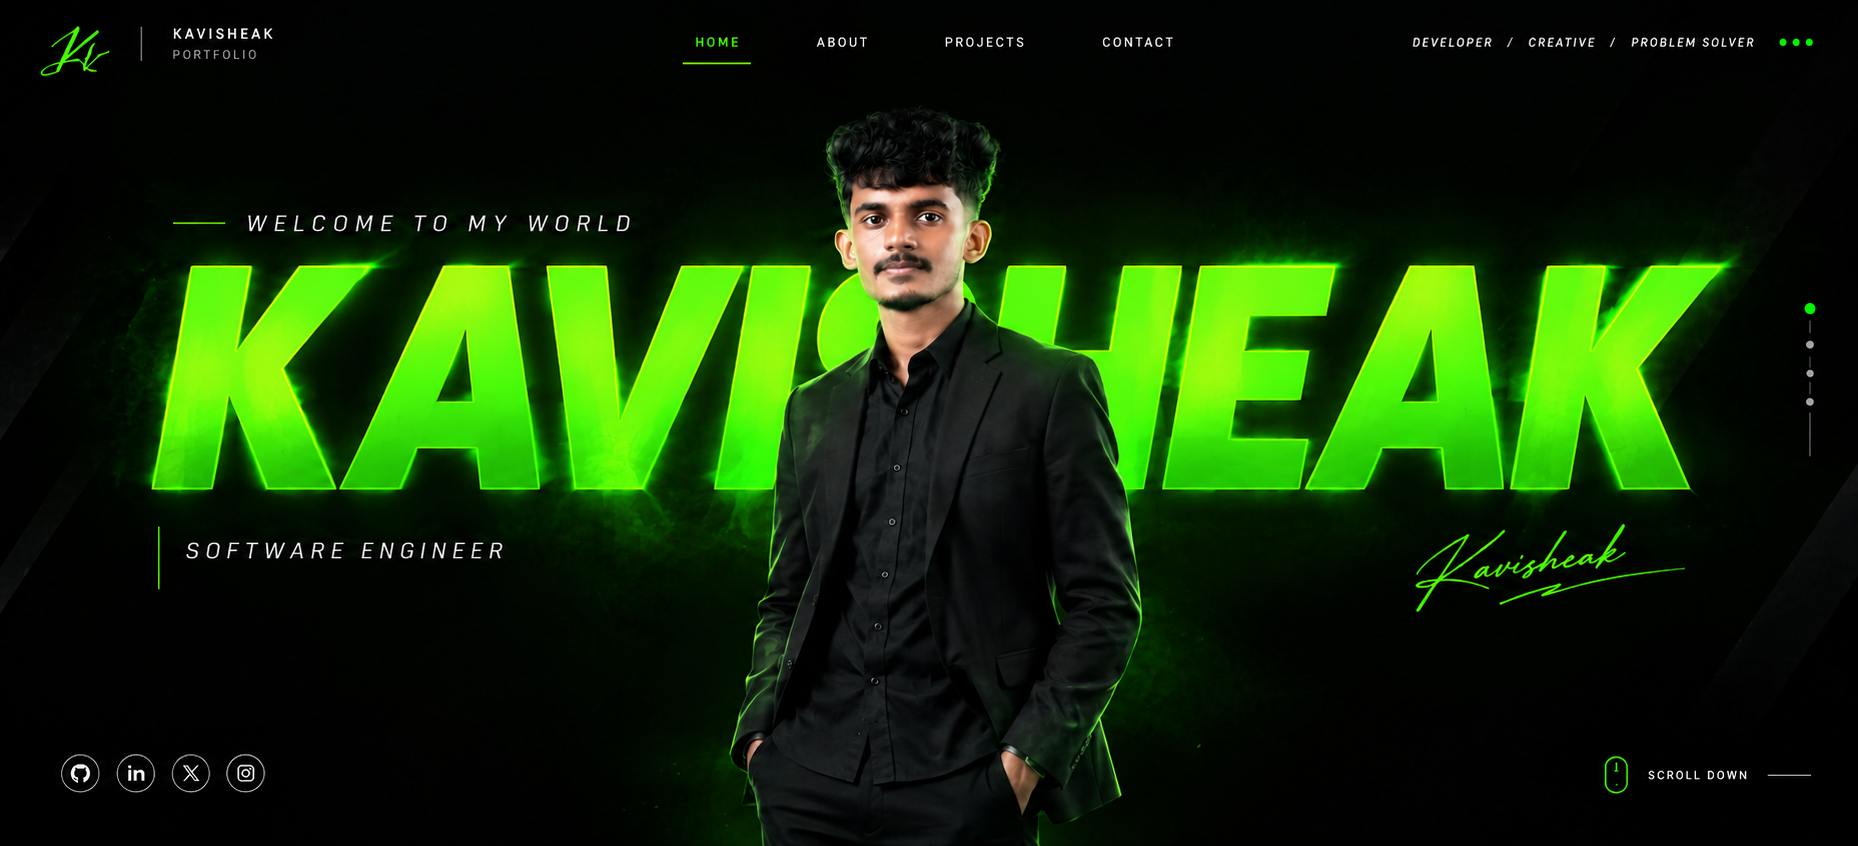 KAVISHEAK
PORTFOLIO
HOME
ABOUT
PROJECTS
CONTACT
DEVELOPER / CREATIVE / PROBLEM SOLVER
WELCOME TO MY WORLD
KAVISHEAK
SOFTWARE ENGINEER
Kavisheak
in
SCROLL DOWN